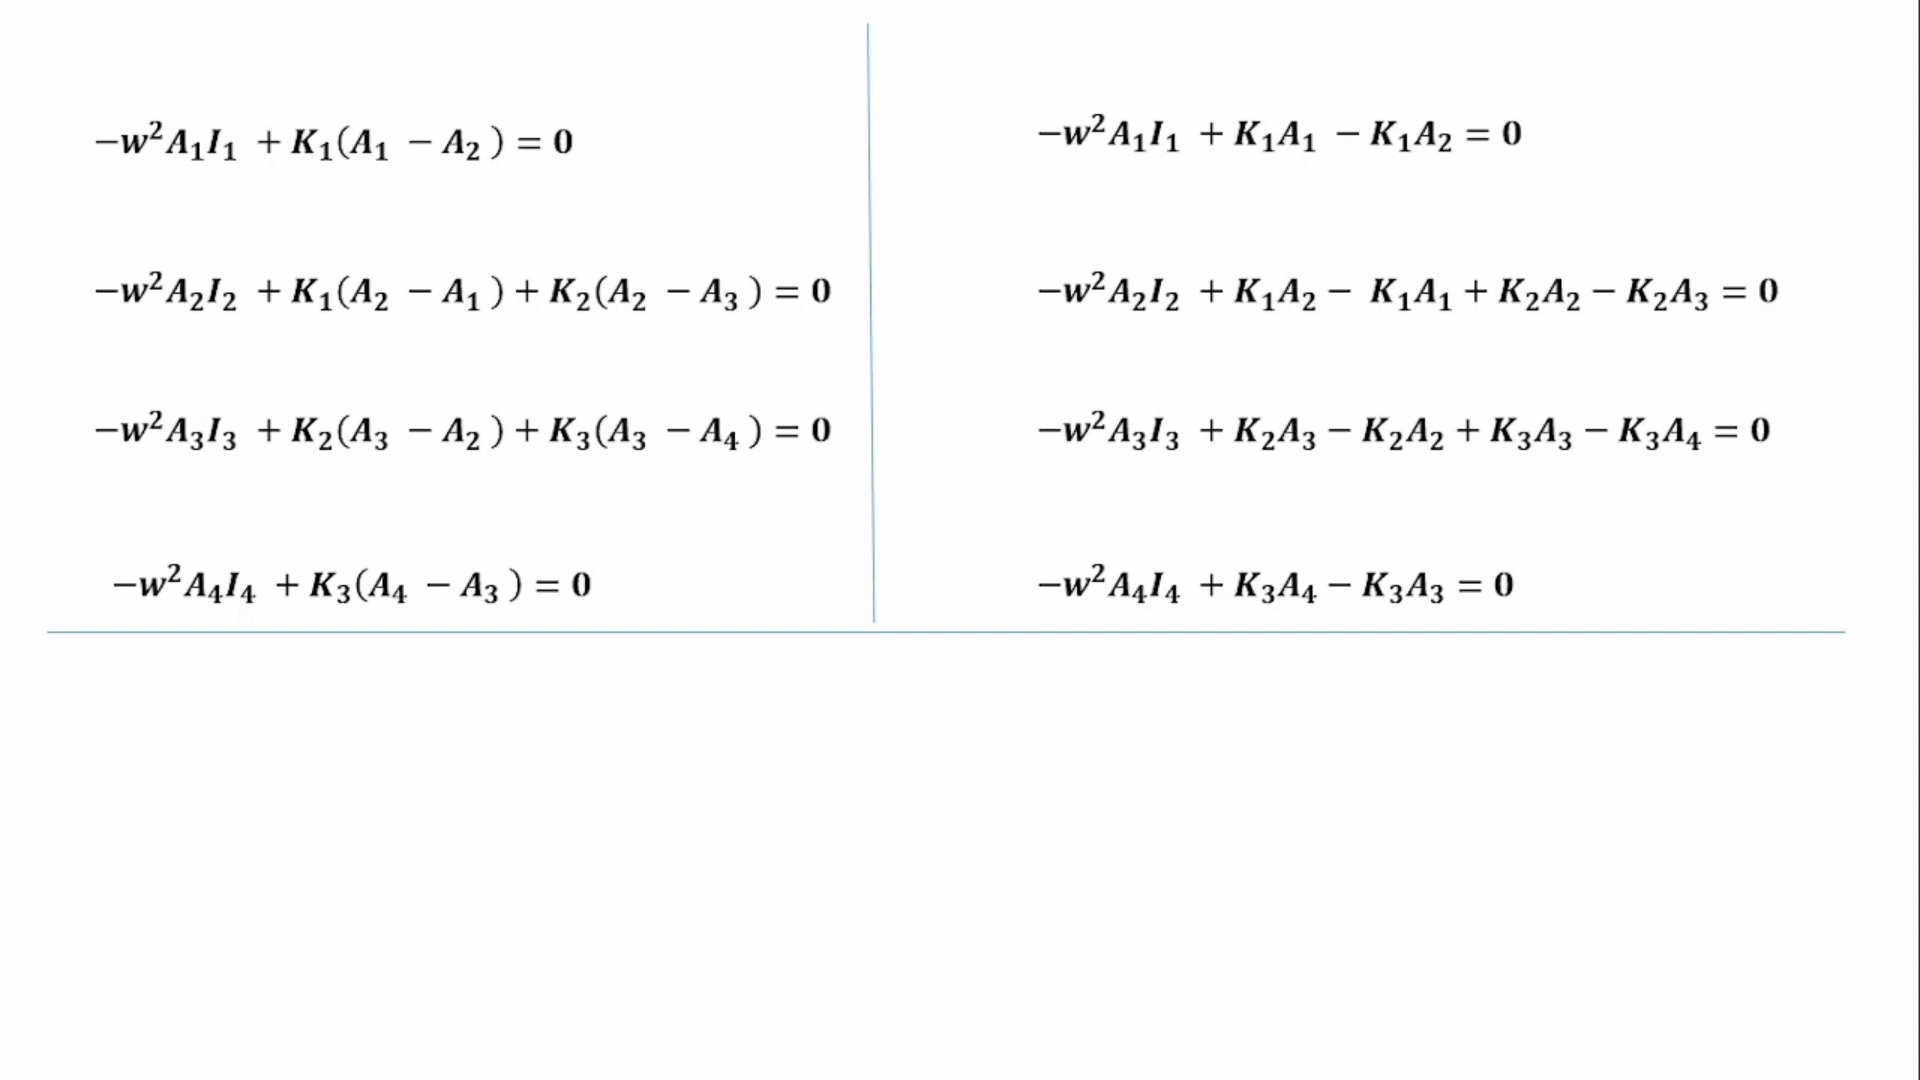 −w²A₁I₁ + K₁(A₁ − A₂ ) = 0
−w²A₂I₂ + K₁(A₂ − A₁ ) + K₂(A₂ − A₃ ) = 0
−w²A₃I₃ + K₂(A₃ − A₂ ) + K₃(A₃ − A₄ ) = 0
−w²A₄I₄ + K₃(A₄ − A₃ ) = 0
−w²A₁I₁ + K₁A₁ − K₁A₂ = 0
−w²A₂I₂ + K₁A₂ − K₁A₁ + K₂A₂ − K₂A₃ = 0
−w²A₃I₃ + K₂A₃ − K₂A₂ + K₃A₃ − K₃A₄ = 0
−w²A₄I₄ + K₃A₄ − K₃A₃ = 0